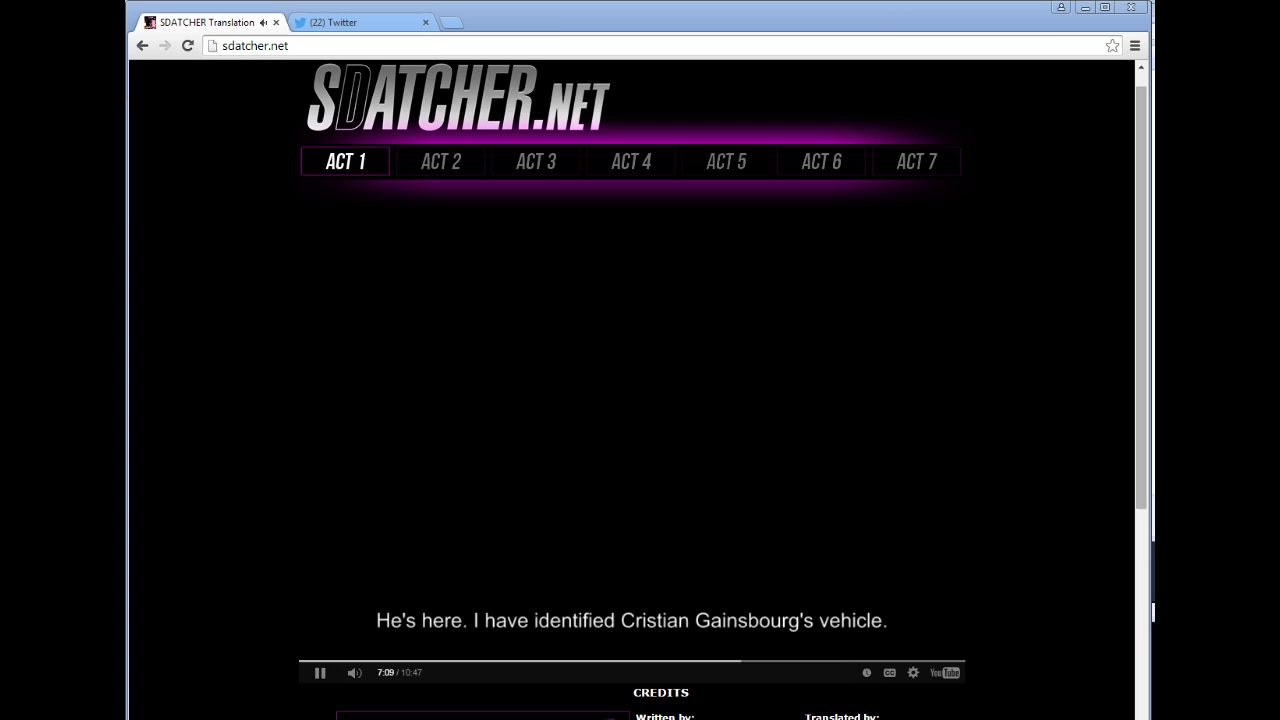 SDATCHER Translation
(22) Twitter
sdatcher.net
SDATCHER.NET
ACT 1 ACT 2 ACT 3 ACT 4 ACT 5 ACT 6 ACT 7
He's here. I have identified Cristian Gainsbourg's vehicle.
7:09 / 10:47 CC YouTube
CREDITS
Written by: Translated by: